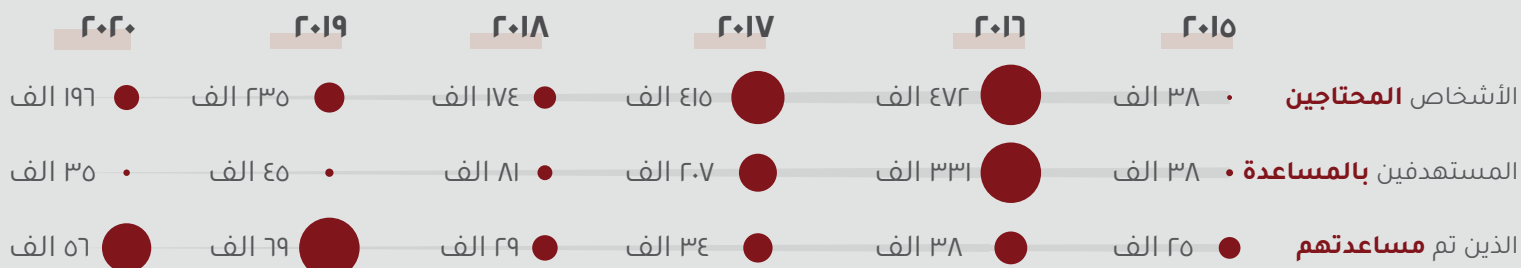 ٢٠١٥ ٢٠١٦ ٢٠١٧ ٢٠١٨ ٢٠١٩ ٢٠٢٠
الأشخاص المحتاجين ٣٨ الف ٤٧٢ الف ٤١٥ الف ١٧٤ الف ٢٣٥ الف ١٩٦ الف
المستهدفين بالمساعدة ٣٨ الف ٣٣١ الف ٢٠٧ الف ٨١ الف ٤٥ الف ٣٥ الف
الذين تم مساعدتهم ٢٥ الف ٣٨ الف ٣٤ الف ٢٩ الف ٦٩ الف ٥٦ الف